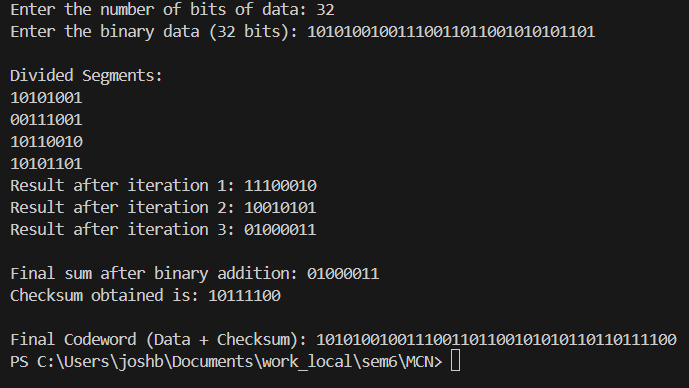 Enter the number of bits of data: 32
Enter the binary data (32 bits): 10101001001110011011001010101101
Divided Segments:
10101001
00111001
10110010
10101101
Result after iteration 1: 11100010
Result after iteration 2: 10010101
Result after iteration 3: 01000011
Final sum after binary addition: 01000011
Checksum obtained is: 10111100
Final Codeword (Data + Checksum): 1010100100111001101100101010110110111100
PS C:\Users\joshb\Documents\work_local\sem6\MCN>